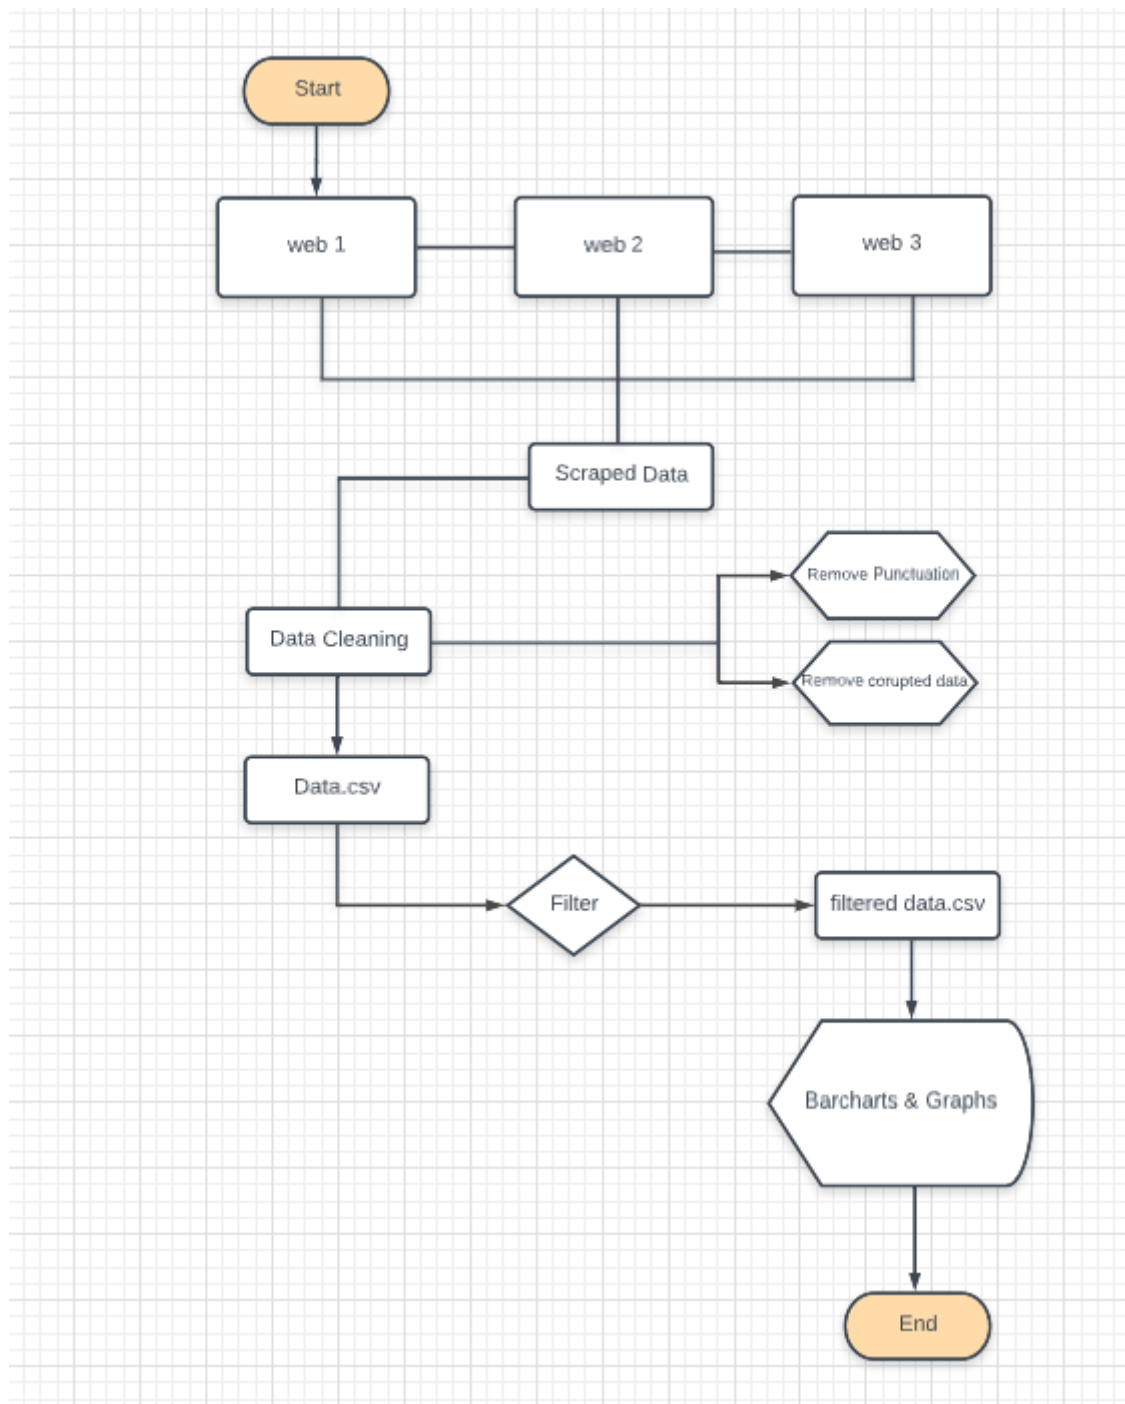 Start
web 1
web 2
web 3
Scraped Data
Remove Punctuation
Data Cleaning
Remove corupted data
Data.csv
Filter
filtered data.csv
Barcharts & Graphs
End